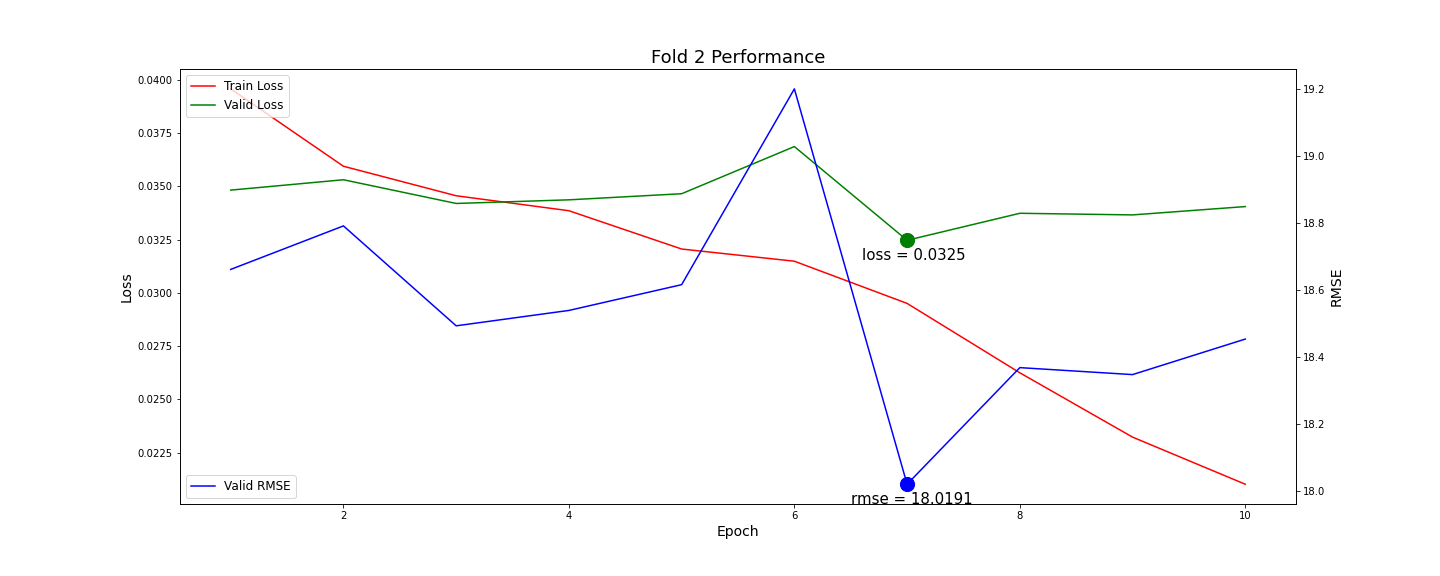 Fold 2 Performance
Train Loss
Valid Loss
Valid RMSE
0.0400
0.0375
0.0350
0.0325
0.0300
0.0275
0.0250
0.0225
Loss
19.2
19.0
18.8
18.6
18.4
18.2
18.0
RMSE
loss = 0.0325
rmse = 18.0191
2
4
6
8
10
Epoch